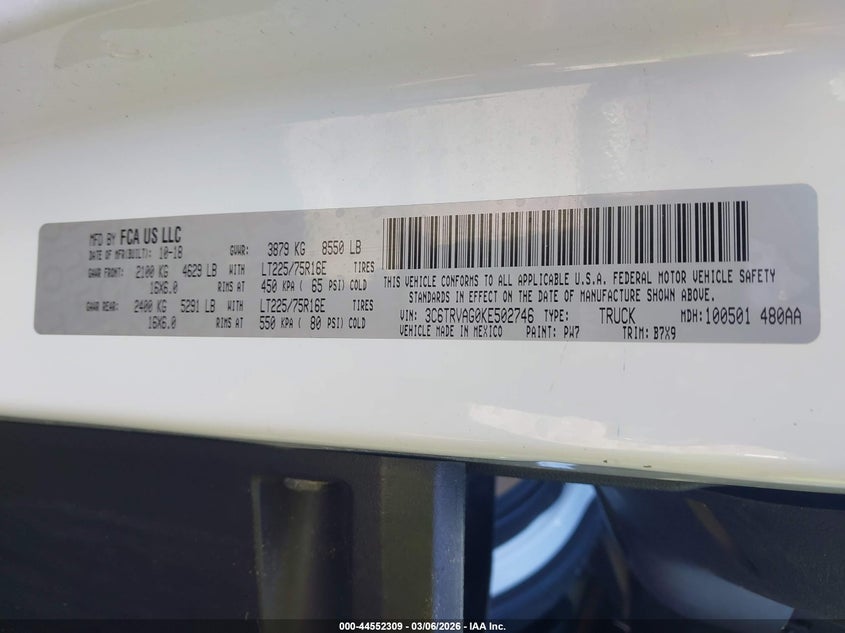 MFD BY FCA US LLC
DATE OF MFR(BUILT): 10-18 GVWR: 3879 KG 8550 LB
GAWR FRONT: 2100 KG 4629 LB WITH LT225/75R16E TIRES
16X6.0 RIMS AT 450 KPA ( 65 PSI) COLD
GAWR REAR: 2400 KG 5291 LB WITH LT225/75R16E TIRES
16X6.0 RIMS AT 550 KPA ( 80 PSI) COLD
THIS VEHICLE CONFORMS TO ALL APPLICABLE U.S.A. FEDERAL MOTOR VEHICLE SAFETY
STANDARDS IN EFFECT ON THE DATE OF MANUFACTURE SHOWN ABOVE.
VIN: 3C6TRVAG0KE502746 TYPE: TRUCK MDH: 100501 480AA
VEHICLE MADE IN MEXICO PAINT: PW7 TRIM: B7X9
000-44552309 - 03/06/2026 - IAA Inc.